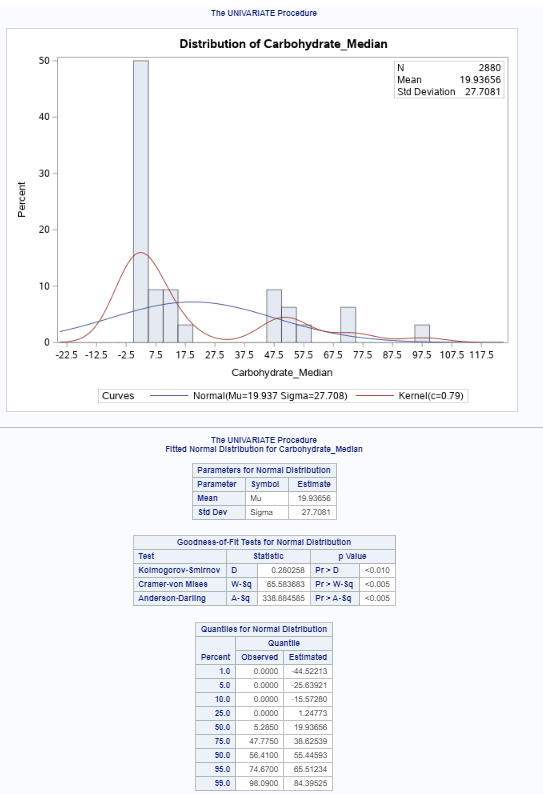 The UNIVARIATE Procedure
Distribution of Carbohydrate_Median
N 2880
Mean 19.93656
Std Deviation 27.7081
50
40
30
20
10
0
Percent
-22.5 -12.5 -2.5 7.5 17.5 27.5 37.5 47.5 57.5 67.5 77.5 87.5 97.5 107.5 117.5
Carbohydrate_Median
Curves Normal(Mu=19.937 Sigma=27.708) Kernel(c=0.79)
The UNIVARIATE Procedure
Fitted Normal Distribution for Carbohydrate_Median
Parameters for Normal Distribution
Parameter Symbol Estimate
Mean Mu 19.93656
Std Dev Sigma 27.7081
Goodness-of-Fit Tests for Normal Distribution
Test Statistic p Value
Kolmogorov-Smirnov D 0.280258 Pr > D <0.010
Cramer-von Mises W-Sq 65.583683 Pr > W-Sq <0.005
Anderson-Darling A-Sq 338.884585 Pr > A-Sq <0.005
Quantiles for Normal Distribution
Quantile
Percent Observed Estimated
1.0 0.0000 -44.52213
5.0 0.0000 -25.63921
10.0 0.0000 -15.57280
25.0 0.0000 1.24773
50.0 5.2850 19.93656
75.0 47.7750 38.62539
90.0 56.4100 55.44593
95.0 74.6700 65.51234
99.0 98.0900 84.39525